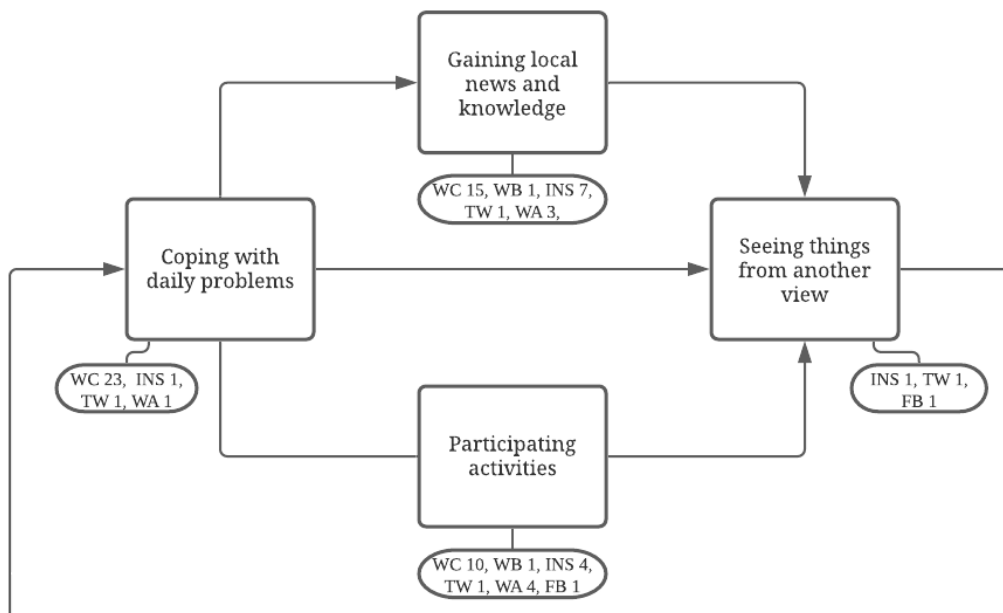 Gaining local
news and
knowledge
WC 15, WB 1, INS 7,
TW 1, WA 3,
Coping with
daily problems
WC 23,  INS 1,
TW 1, WA 1
Seeing things
from another
view
INS 1, TW 1,
FB 1
Participating
activities
WC 10, WB 1, INS 4,
TW 1, WA 4, FB 1